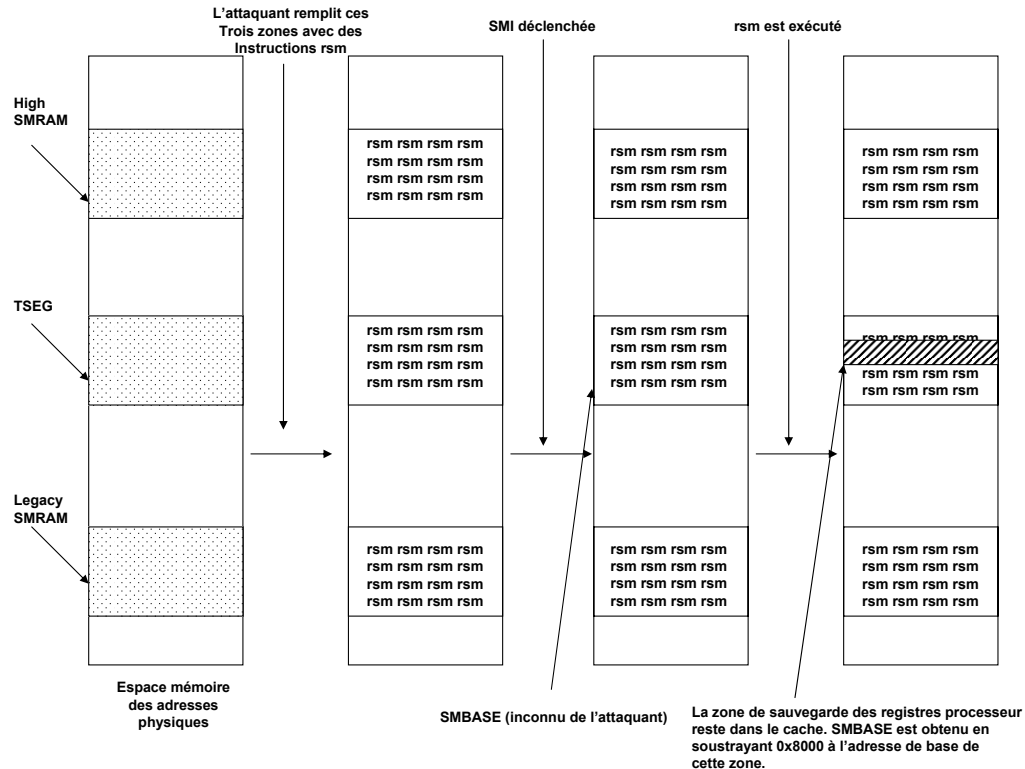 L'attaquant remplit ces
Trois zones avec des
Instructions rsm
SMI déclenchée
rsm est exécuté
High
SMRAM
rsm rsm rsm rsm
rsm rsm rsm rsm
rsm rsm rsm rsm
rsm rsm rsm rsm
rsm rsm rsm rsm
rsm rsm rsm rsm
rsm rsm rsm rsm
rsm rsm rsm rsm
rsm rsm rsm rsm
rsm rsm rsm rsm
rsm rsm rsm rsm
rsm rsm rsm rsm
TSEG
rsm rsm rsm rsm
rsm rsm rsm rsm
rsm rsm rsm rsm
rsm rsm rsm rsm
rsm rsm rsm rsm
rsm rsm rsm rsm
rsm rsm rsm rsm
rsm rsm rsm rsm
rsm rsm rsm rsm
rsm rsm rsm rsm
rsm rsm rsm rsm
Legacy
SMRAM
rsm rsm rsm rsm
rsm rsm rsm rsm
rsm rsm rsm rsm
rsm rsm rsm rsm
rsm rsm rsm rsm
rsm rsm rsm rsm
rsm rsm rsm rsm
rsm rsm rsm rsm
rsm rsm rsm rsm
rsm rsm rsm rsm
rsm rsm rsm rsm
rsm rsm rsm rsm
Espace mémoire
des adresses
physiques
SMBASE (inconnu de l'attaquant)
La zone de sauvegarde des registres processeur
reste dans le cache. SMBASE est obtenu en
soustrayant 0x8000 à l'adresse de base de
cette zone.